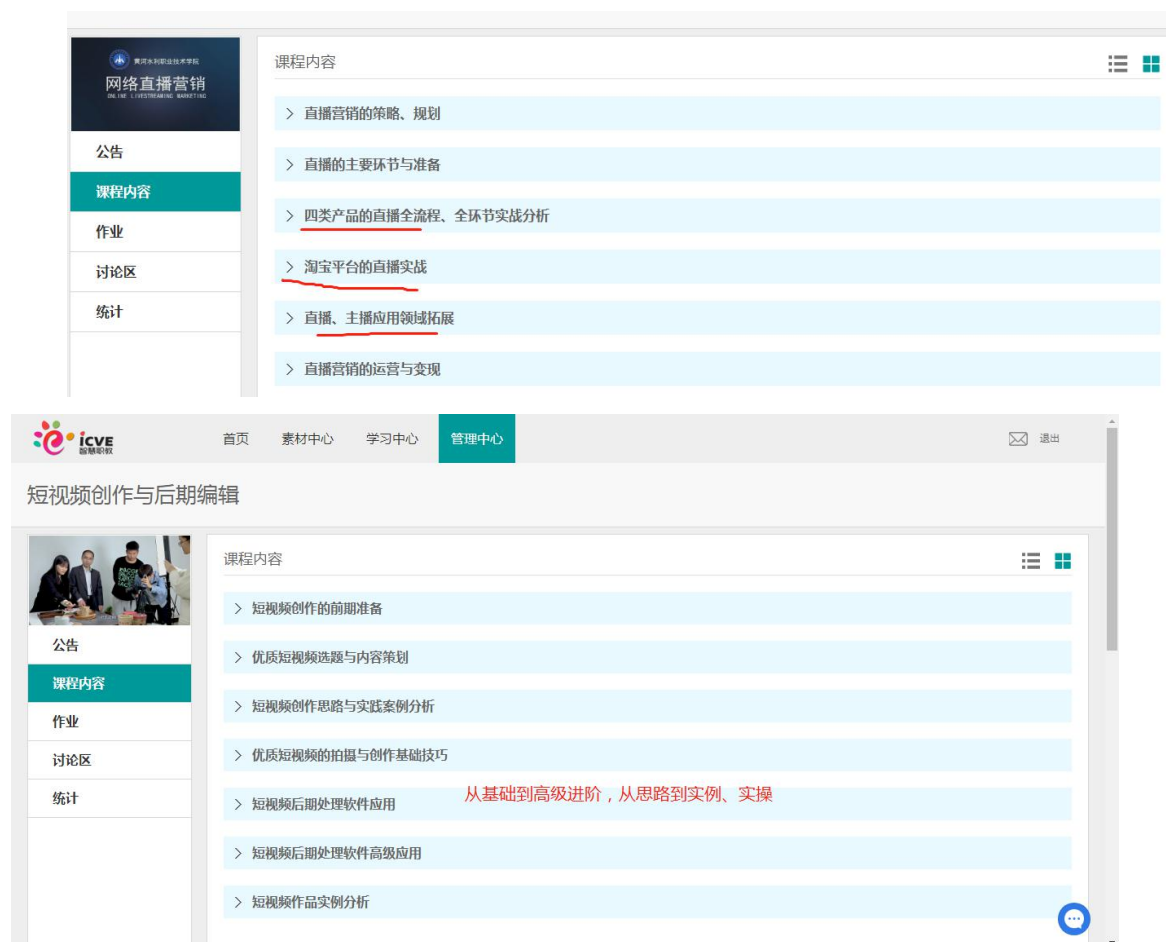 黄河水利职业技术学院
网络直播营销
ONLINE LIVESTREAMING MARKETING
公告
课程内容
作业
讨论区
统计
课程内容
直播营销的策略、规划
直播的主要环节与准备
四类产品的直播全流程、全环节实战分析
淘宝平台的直播实战
直播、主播应用领域拓展
直播营销的运营与变现
icve
智慧职教
首页 素材中心 学习中心 管理中心 退出
短视频创作与后期编辑
公告
课程内容
作业
讨论区
统计
课程内容
短视频创作的前期准备
优质短视频选题与内容策划
短视频创作思路与实践案例分析
优质短视频的拍摄与创作基础技巧
从基础到高级进阶，从思路到实例、实操
短视频后期处理软件应用
短视频后期处理软件高级应用
短视频作品实例分析